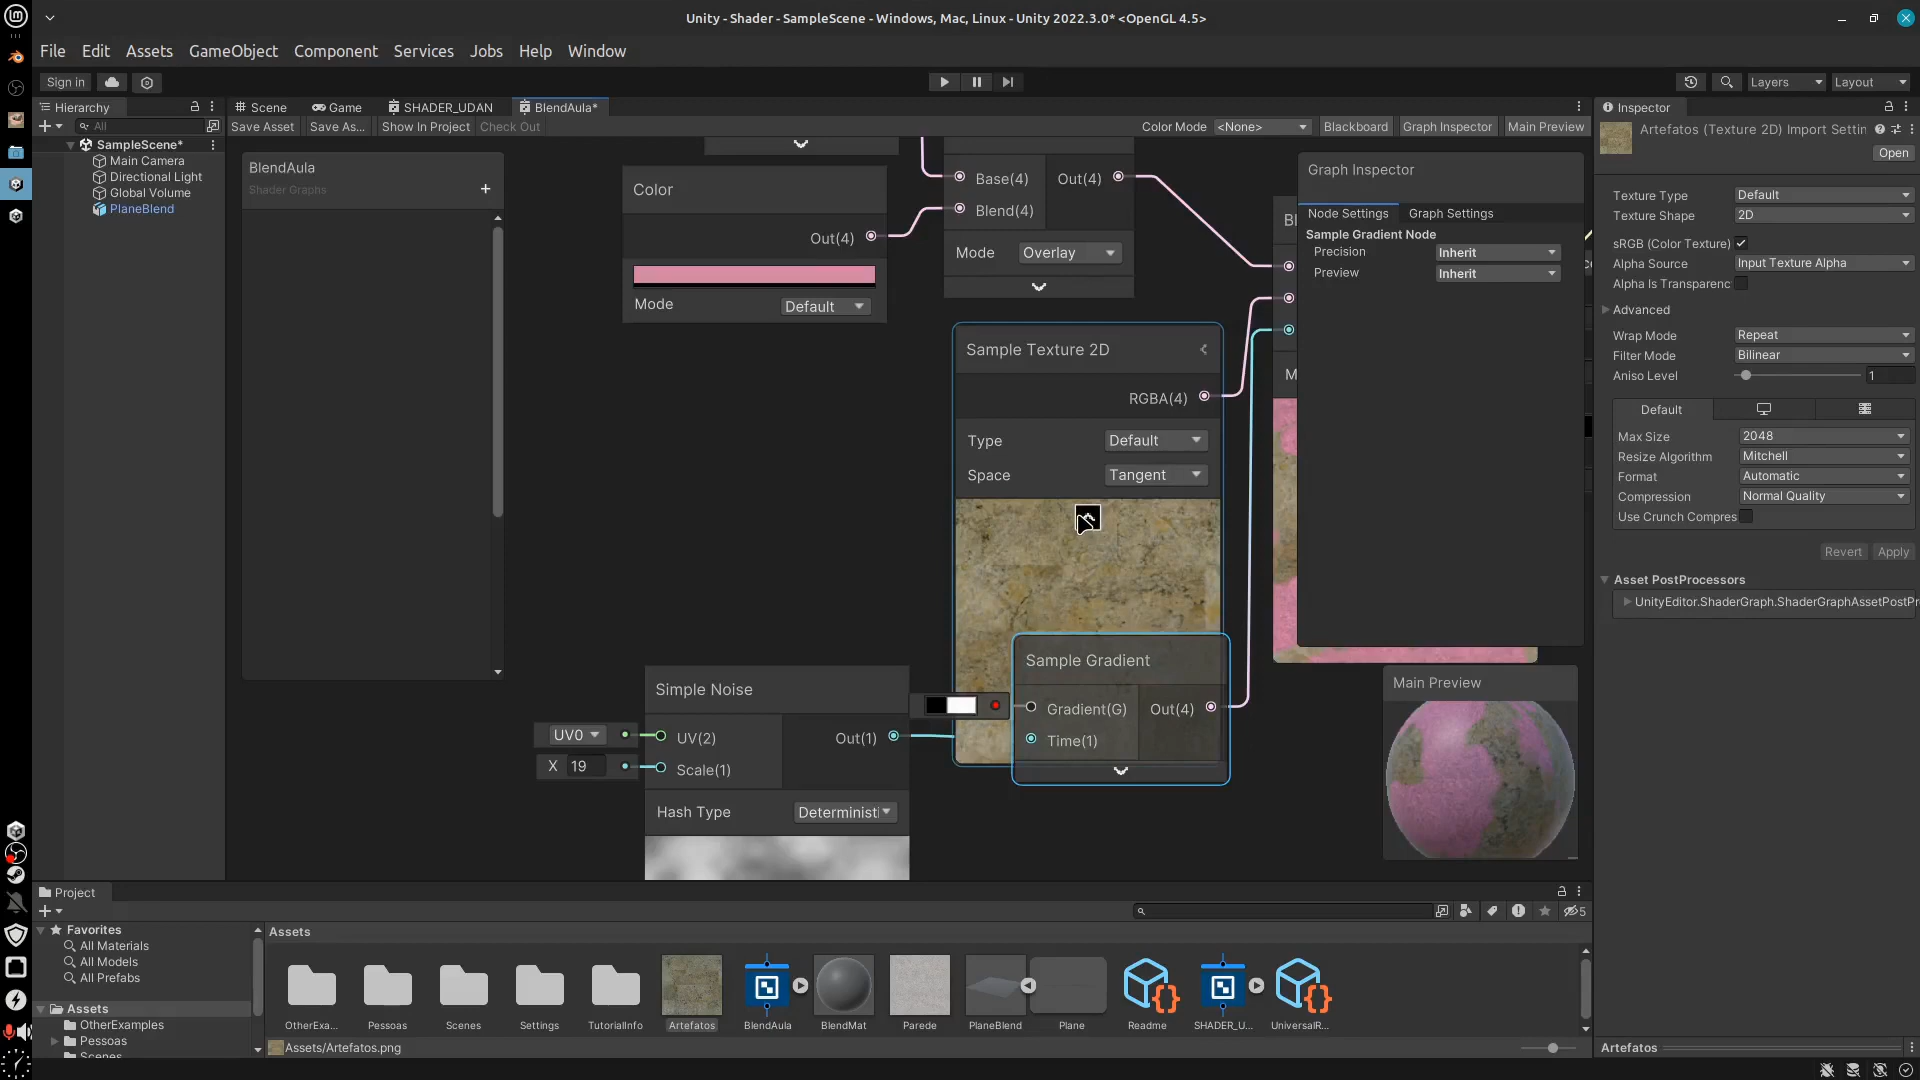 Unity - Shader - SampleScene - Windows, Mac, Linux - Unity 2022.3.0* <OpenGL 4.5>
File Edit Assets GameObject Component Services Jobs Help Window
Sign in
Layers
Layout
Hierarchy
Scene
Game
SHADER_UDAN
BlendAula*
Inspector
All
Save Asset
Save As...
Show In Project
Check Out
Color Mode
<None>
Blackboard
Graph Inspector
Main Preview
SampleScene*
Main Camera
Directional Light
Global Volume
PlaneBlend
BlendAula
Shader Graphs
Color
Out(4)
Mode
Default
Base(4)
Out(4)
Blend(4)
Mode
Overlay
Sample Texture 2D
RGBA(4)
Type
Default
Space
Tangent
Sample Gradient
Gradient(G)
Out(4)
Time(1)
Simple Noise
UV0
UV(2)
Out(1)
X 19
Scale(1)
Hash Type
Determinist
Graph Inspector
Node Settings
Graph Settings
Sample Gradient Node
Precision
Inherit
Preview
Inherit
Main Preview
Artefatos (Texture 2D) Import Settin
Open
Texture Type
Default
Texture Shape
2D
sRGB (Color Texture)
Alpha Source
Input Texture Alpha
Alpha Is Transparenc
Advanced
Wrap Mode
Repeat
Filter Mode
Bilinear
Aniso Level
1
Default
Max Size
2048
Resize Algorithm
Mitchell
Format
Automatic
Compression
Normal Quality
Use Crunch Compres
Revert
Apply
Asset PostProcessors
UnityEditor.ShaderGraph.ShaderGraphAssetPostPr
Project
5
Favorites
All Materials
All Models
All Prefabs
Assets
OtherExamples
Pessoas
Scenes
Assets
OtherExa...
Pessoas
Scenes
Settings
TutorialInfo
Artefatos
BlendAula
BlendMat
Parede
PlaneBlend
Plane
Readme
SHADER_U...
UniversalR...
Assets/Artefatos.png
Artefatos